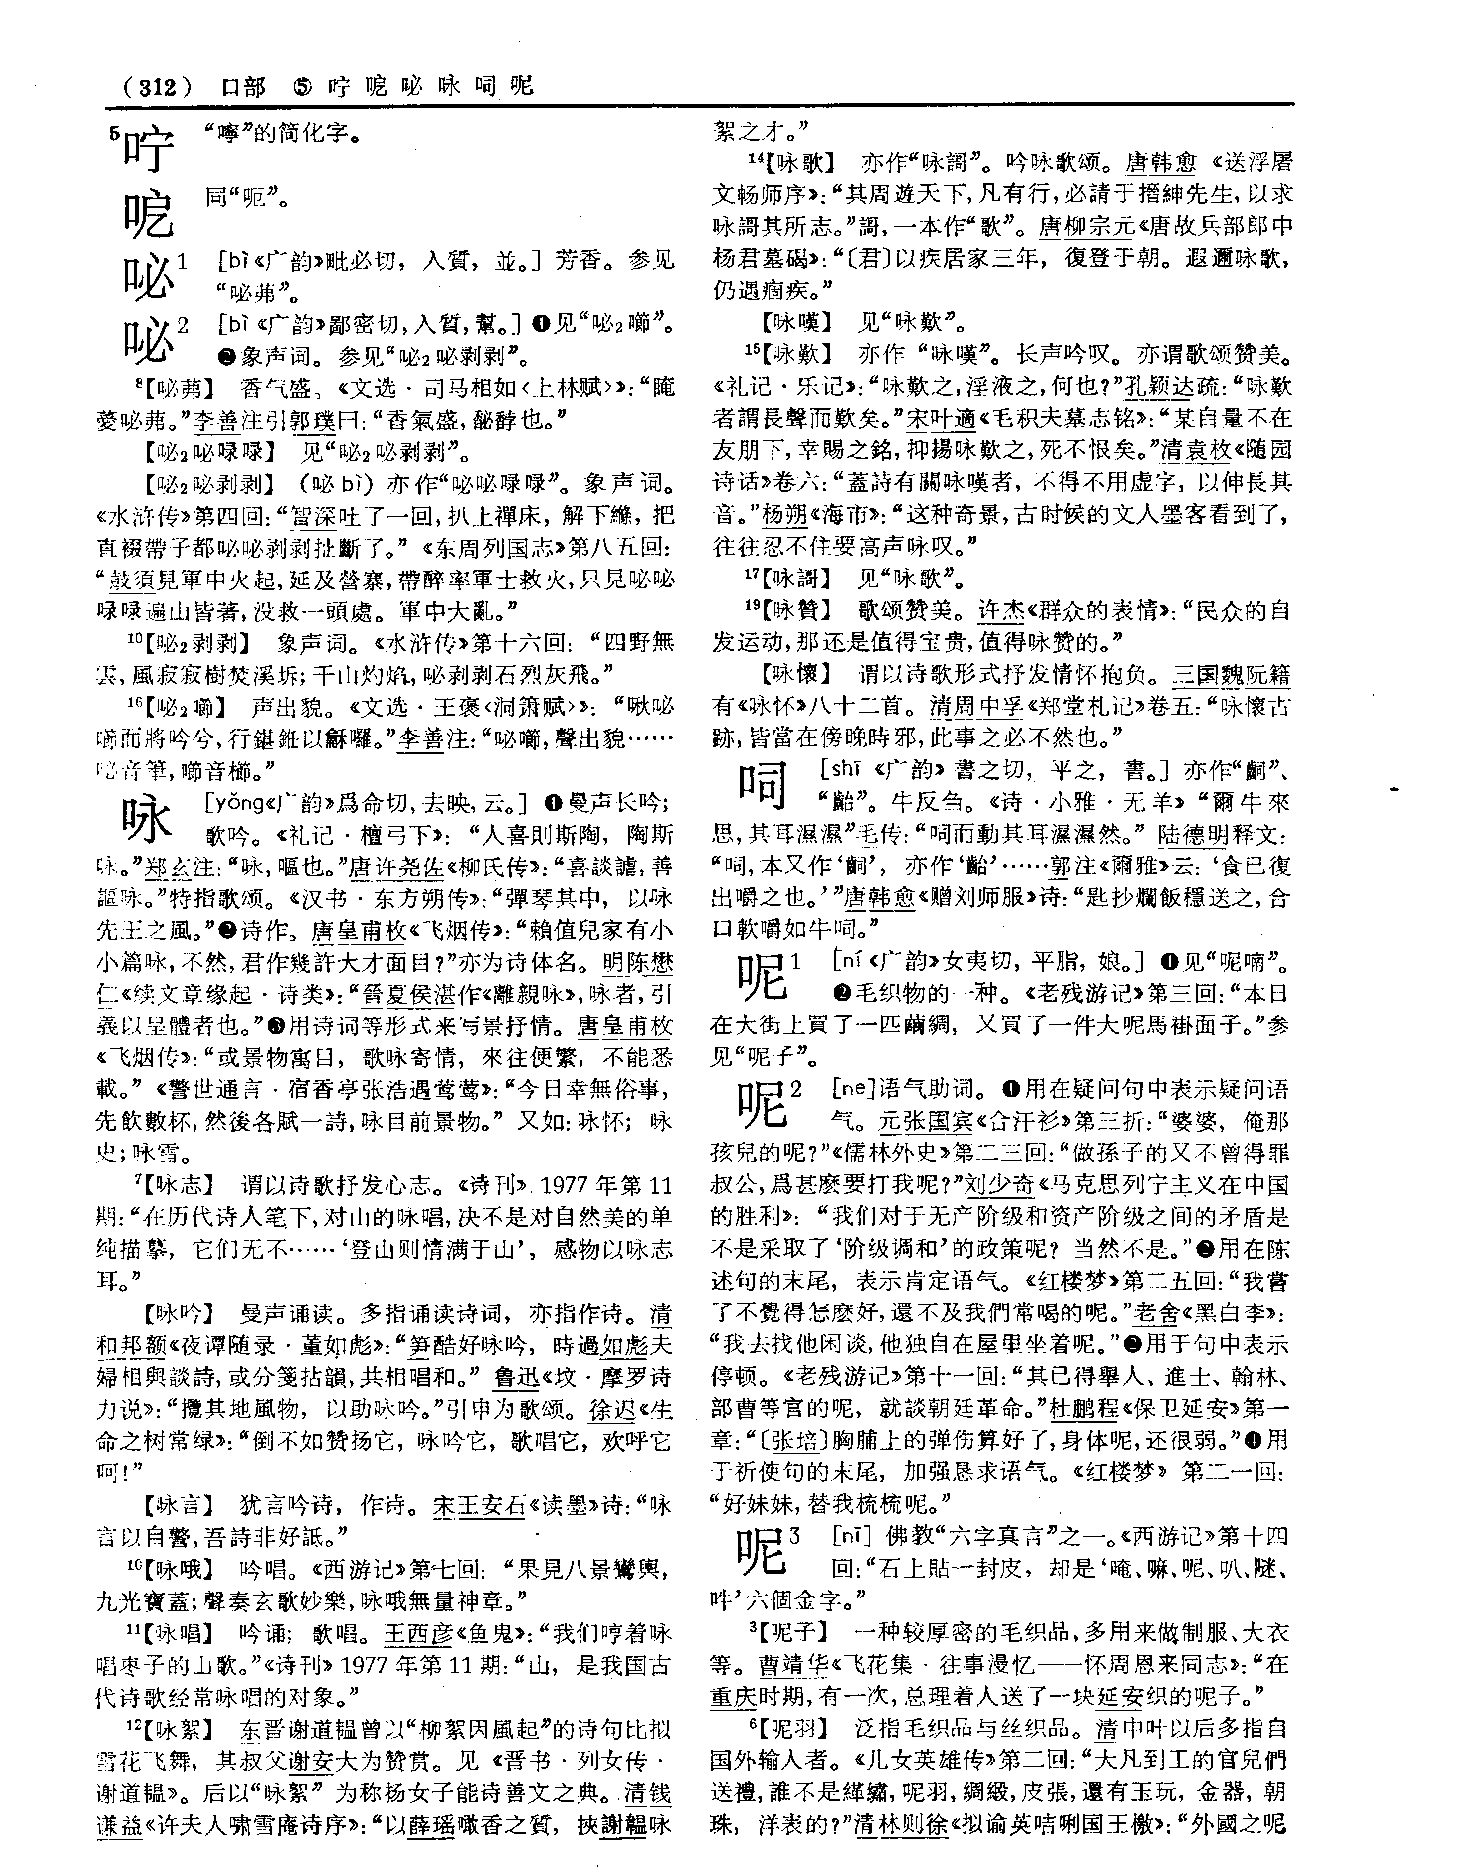 （312） 口部 ⑤ 咛 呝 咇 咏 呞 呢
⁵咛 “嚀”的简化字。
呝 同“呃”。
咇¹ [bì《广韵》毗必切，入質，並。] 芳香。参见
“咇茀”。
咇² [bì《广韵》鄙密切，入質，幫。] ❶见“咇₂㘉”。
❷象声词。参见“咇₂咇剥剥”。
⁸【咇茀】 香气盛。《文选·司马相如〈上林赋〉》：“晻
薆咇茀。”李善注引郭璞曰：“香氣盛，馝馞也。”
【咇₂咇㖨㖨】 见“咇₂咇剥剥”。
【咇₂咇剥剥】 （咇 bì）亦作“咇咇㖨㖨”。象声词。
《水浒传》第四回：“智深吐了一回，扒上禪床，解下縧，把
直裰帶子都咇咇剥剥扯斷了。”《东周列国志》第八五回：
“鼓須見軍中火起，延及營寨，帶醉率軍士救火，只見咇咇
㖨㖨遍山皆著，没救一頭處。軍中大亂。”
¹⁰【咇₂剥剥】 象声词。《水浒传》第十六回：“四野無
雲，風寂寂樹焚溪坼；千山灼焰，咇剥剥石烈灰飛。”
¹⁶【咇₂㘉】 声出貌。《文选·王褒〈洞箫赋〉》：“啾咇
㘉而將吟兮，行鍖銋以龢囉。”李善注：“咇㘉，聲出貌……
咇音筆，㘉音櫛。”
咏 [yǒng《广韵》爲命切，去映，云。] ❶曼声长吟；
歌吟。《礼记·檀弓下》：“人喜則斯陶，陶斯
咏。”郑玄注：“咏，嘔也。”唐许尧佐《柳氏传》：“喜談謔，善
謳咏。”特指歌颂。《汉书·东方朔传》：“彈琴其中，以咏
先王之風。”❷诗作。唐皇甫枚《飞烟传》：“賴值兒家有小
小篇咏，不然，君作幾許大才面目？”亦为诗体名。明陈懋
仁《续文章缘起·诗类》：“晉夏侯湛作《離親咏》，咏者，引
義以呈體者也。”❸用诗词等形式来写景抒情。唐皇甫枚
《飞烟传》：“或景物寓目，歌咏寄情，來往便繁，不能悉
載。”《警世通言·宿香亭张浩遇莺莺》：“今日幸無俗事，
先飲數杯，然後各賦一詩，咏目前景物。”又如：咏怀；咏
史；咏雪。
⁷【咏志】 谓以诗歌抒发心志。《诗刊》1977 年第 11
期：“在历代诗人笔下，对山的咏唱，决不是对自然美的单
纯描摹，它们无不……‘登山则情满于山’，感物以咏志
耳。”
【咏吟】 曼声诵读。多指诵读诗词，亦指作诗。清
和邦额《夜谭随录·董如彪》：“笋酷好咏吟，時過如彪夫
婦相與談詩，或分箋拈韻，共相唱和。”鲁迅《坟·摩罗诗
力说》：“攬其地風物，以助咏吟。”引申为歌颂。徐迟《生
命之树常绿》：“倒不如赞扬它，咏吟它，歌唱它，欢呼它
呵！”
【咏言】 犹言吟诗，作诗。宋王安石《读墨》诗：“咏
言以自警，吾詩非好詆。”
¹⁰【咏哦】 吟唱。《西游记》第七回：“果見八景鸞輿，
九光寶蓋；聲奏玄歌妙樂，咏哦無量神章。”
¹¹【咏唱】 吟诵；歌唱。王西彦《鱼鬼》：“我们哼着咏
唱枣子的山歌。”《诗刊》1977 年第 11 期：“山，是我国古
代诗歌经常咏唱的对象。”
¹²【咏絮】 东晋谢道韫曾以“柳絮因風起”的诗句比拟
雪花飞舞，其叔父谢安大为赞赏。见《晋书·列女传·
谢道韫》。后以“咏絮”为称扬女子能诗善文之典。清钱
谦益《许夫人啸雪庵诗序》：“以薛瑶噉香之質，挾謝韞咏
絮之才。”
¹⁴【咏歌】 亦作“咏謌”。吟咏歌颂。唐韩愈《送浮屠
文畅师序》：“其周遊天下，凡有行，必請于搢紳先生，以求
咏謌其所志。”謌，一本作“歌”。唐柳宗元《唐故兵部郎中
杨君墓碣》：“〔君〕以疾居家三年，復登于朝。遐邇咏歌，
仍遇痼疾。”
【咏嘆】 见“咏歎”。
¹⁵【咏歎】 亦作“咏嘆”。长声吟叹。亦谓歌颂赞美。
《礼记·乐记》：“咏歎之，淫液之，何也？”孔颖达疏：“咏歎
者謂長聲而歎矣。”宋叶適《毛积夫墓志铭》：“某自量不在
友朋下，幸賜之銘，抑揚咏歎之，死不恨矣。”清袁枚《随园
诗话》卷六：“蓋詩有關咏嘆者，不得不用虚字，以伸長其
音。”杨朔《海市》：“这种奇景，古时候的文人墨客看到了，
往往忍不住要高声咏叹。”
¹⁷【咏謌】 见“咏歌”。
¹⁹【咏贊】 歌颂赞美。许杰《群众的表情》：“民众的自
发运动，那还是值得宝贵，值得咏赞的。”
【咏懷】 谓以诗歌形式抒发情怀抱负。三国魏阮籍
有《咏怀》八十二首。清周中孚《郑堂札记》卷五：“咏懷古
跡，皆當在傍晚時邪，此事之必不然也。”
呞 [shī 《广韵》書之切，平之，書。] 亦作“齝”、
“齝”。牛反刍。《诗·小雅·无羊》“爾牛來
思，其耳濕濕”毛传：“呞而動其耳濕濕然。”陆德明释文：
“呞，本又作‘齝’，亦作‘齝’……郭注《爾雅》云：‘食已復
出嚼之也。’”唐韩愈《赠刘师服》诗：“匙抄爛飯穩送之，合
口軟嚼如牛呞。”
呢¹ [ní《广韵》女夷切，平脂，娘。] ❶见“呢喃”。
❷毛织物的一种。《老残游记》第三回：“本日
在大街上買了一匹繭綢，又買了一件大呢馬褂面子。”参
见“呢子”。
呢² [ne]语气助词。❶用在疑问句中表示疑问语
气。元张国宾《合汗衫》第三折：“婆婆，俺那
孩兒的呢？”《儒林外史》第二三回：“做孫子的又不曾得罪
叔公，爲甚麽要打我呢？”刘少奇《马克思列宁主义在中国
的胜利》：“我们对于无产阶级和资产阶级之间的矛盾是
不是采取了‘阶级调和’的政策呢？当然不是。”❷用在陈
述句的末尾，表示肯定语气。《红楼梦》第二五回：“我嘗
了不覺得怎麽好，還不及我們常喝的呢。”老舍《黑白李》：
“我去找他闲谈，他独自在屋里坐着呢。”❸用于句中表示
停顿。《老残游记》第十一回：“其已得舉人、進士、翰林、
部曹等官的呢，就談朝廷革命。”杜鹏程《保卫延安》第一
章：“〔张培〕胸脯上的弹伤算好了，身体呢，还很弱。”❹用
于祈使句的末尾，加强恳求语气。《红楼梦》第二一回：
“好妹妹，替我梳梳呢。”
呢³ [nī] 佛教“六字真言”之一。《西游记》第十四
回：“石上貼一封皮，却是‘唵、嘛、呢、叭、𠺗、
吽’六個金字。”
³【呢子】 一种较厚密的毛织品，多用来做制服、大衣
等。曹靖华《飞花集·往事漫忆——怀周恩来同志》：“在
重庆时期，有一次，总理着人送了一块延安织的呢子。”
⁶【呢羽】 泛指毛织品与丝织品。清中叶以后多指自
国外输入者。《儿女英雄传》第二回：“大凡到工的官兒們
送禮，誰不是緙繡，呢羽，綢緞，皮張，還有玉玩，金器，朝
珠，洋表的？”清林则徐《拟谕英咭唎国王檄》：“外國之呢